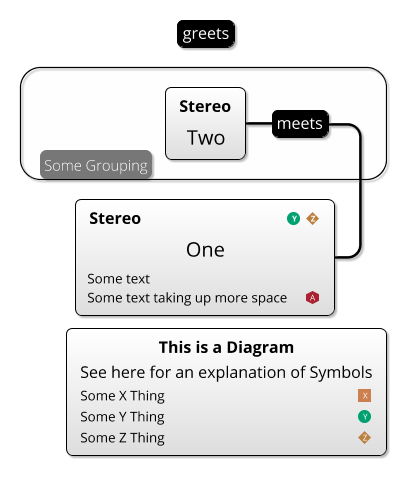 greets
Stereo
Two
meets
Some Grouping
Stereo Y Z
One
Some text
Some text taking up more space A
This is a Diagram
See here for an explanation of Symbols
Some X Thing X
Some Y Thing Y
Some Z Thing Z